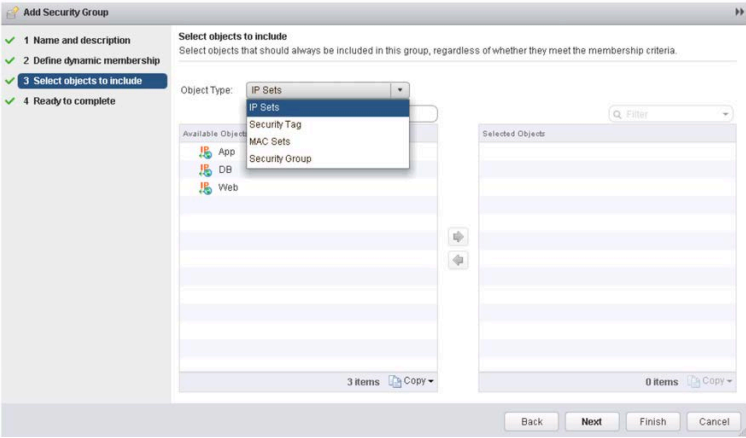 Add Security Group
1 Name and description
2 Define dynamic membership
3 Select objects to include
4 Ready to complete
Select objects to include
Select objects that should always be included in this group, regardless of whether they meet the membership criteria.
Object Type: IP Sets
IP Sets
Security Tag
MAC Sets
Security Group
Filter
Available Objects
Selected Objects
App
DB
Web
3 items Copy
0 items Copy
Back Next Finish Cancel